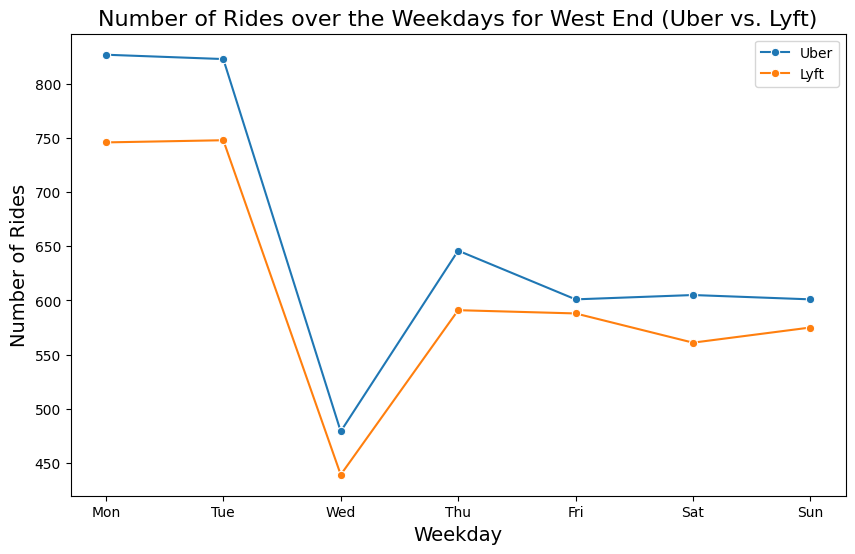 Number of Rides over the Weekdays for West End (Uber vs. Lyft)
Uber
Lyft
800
750
700
650
600
550
500
450
Number of Rides
Mon Tue Wed Thu Fri Sat Sun
Weekday